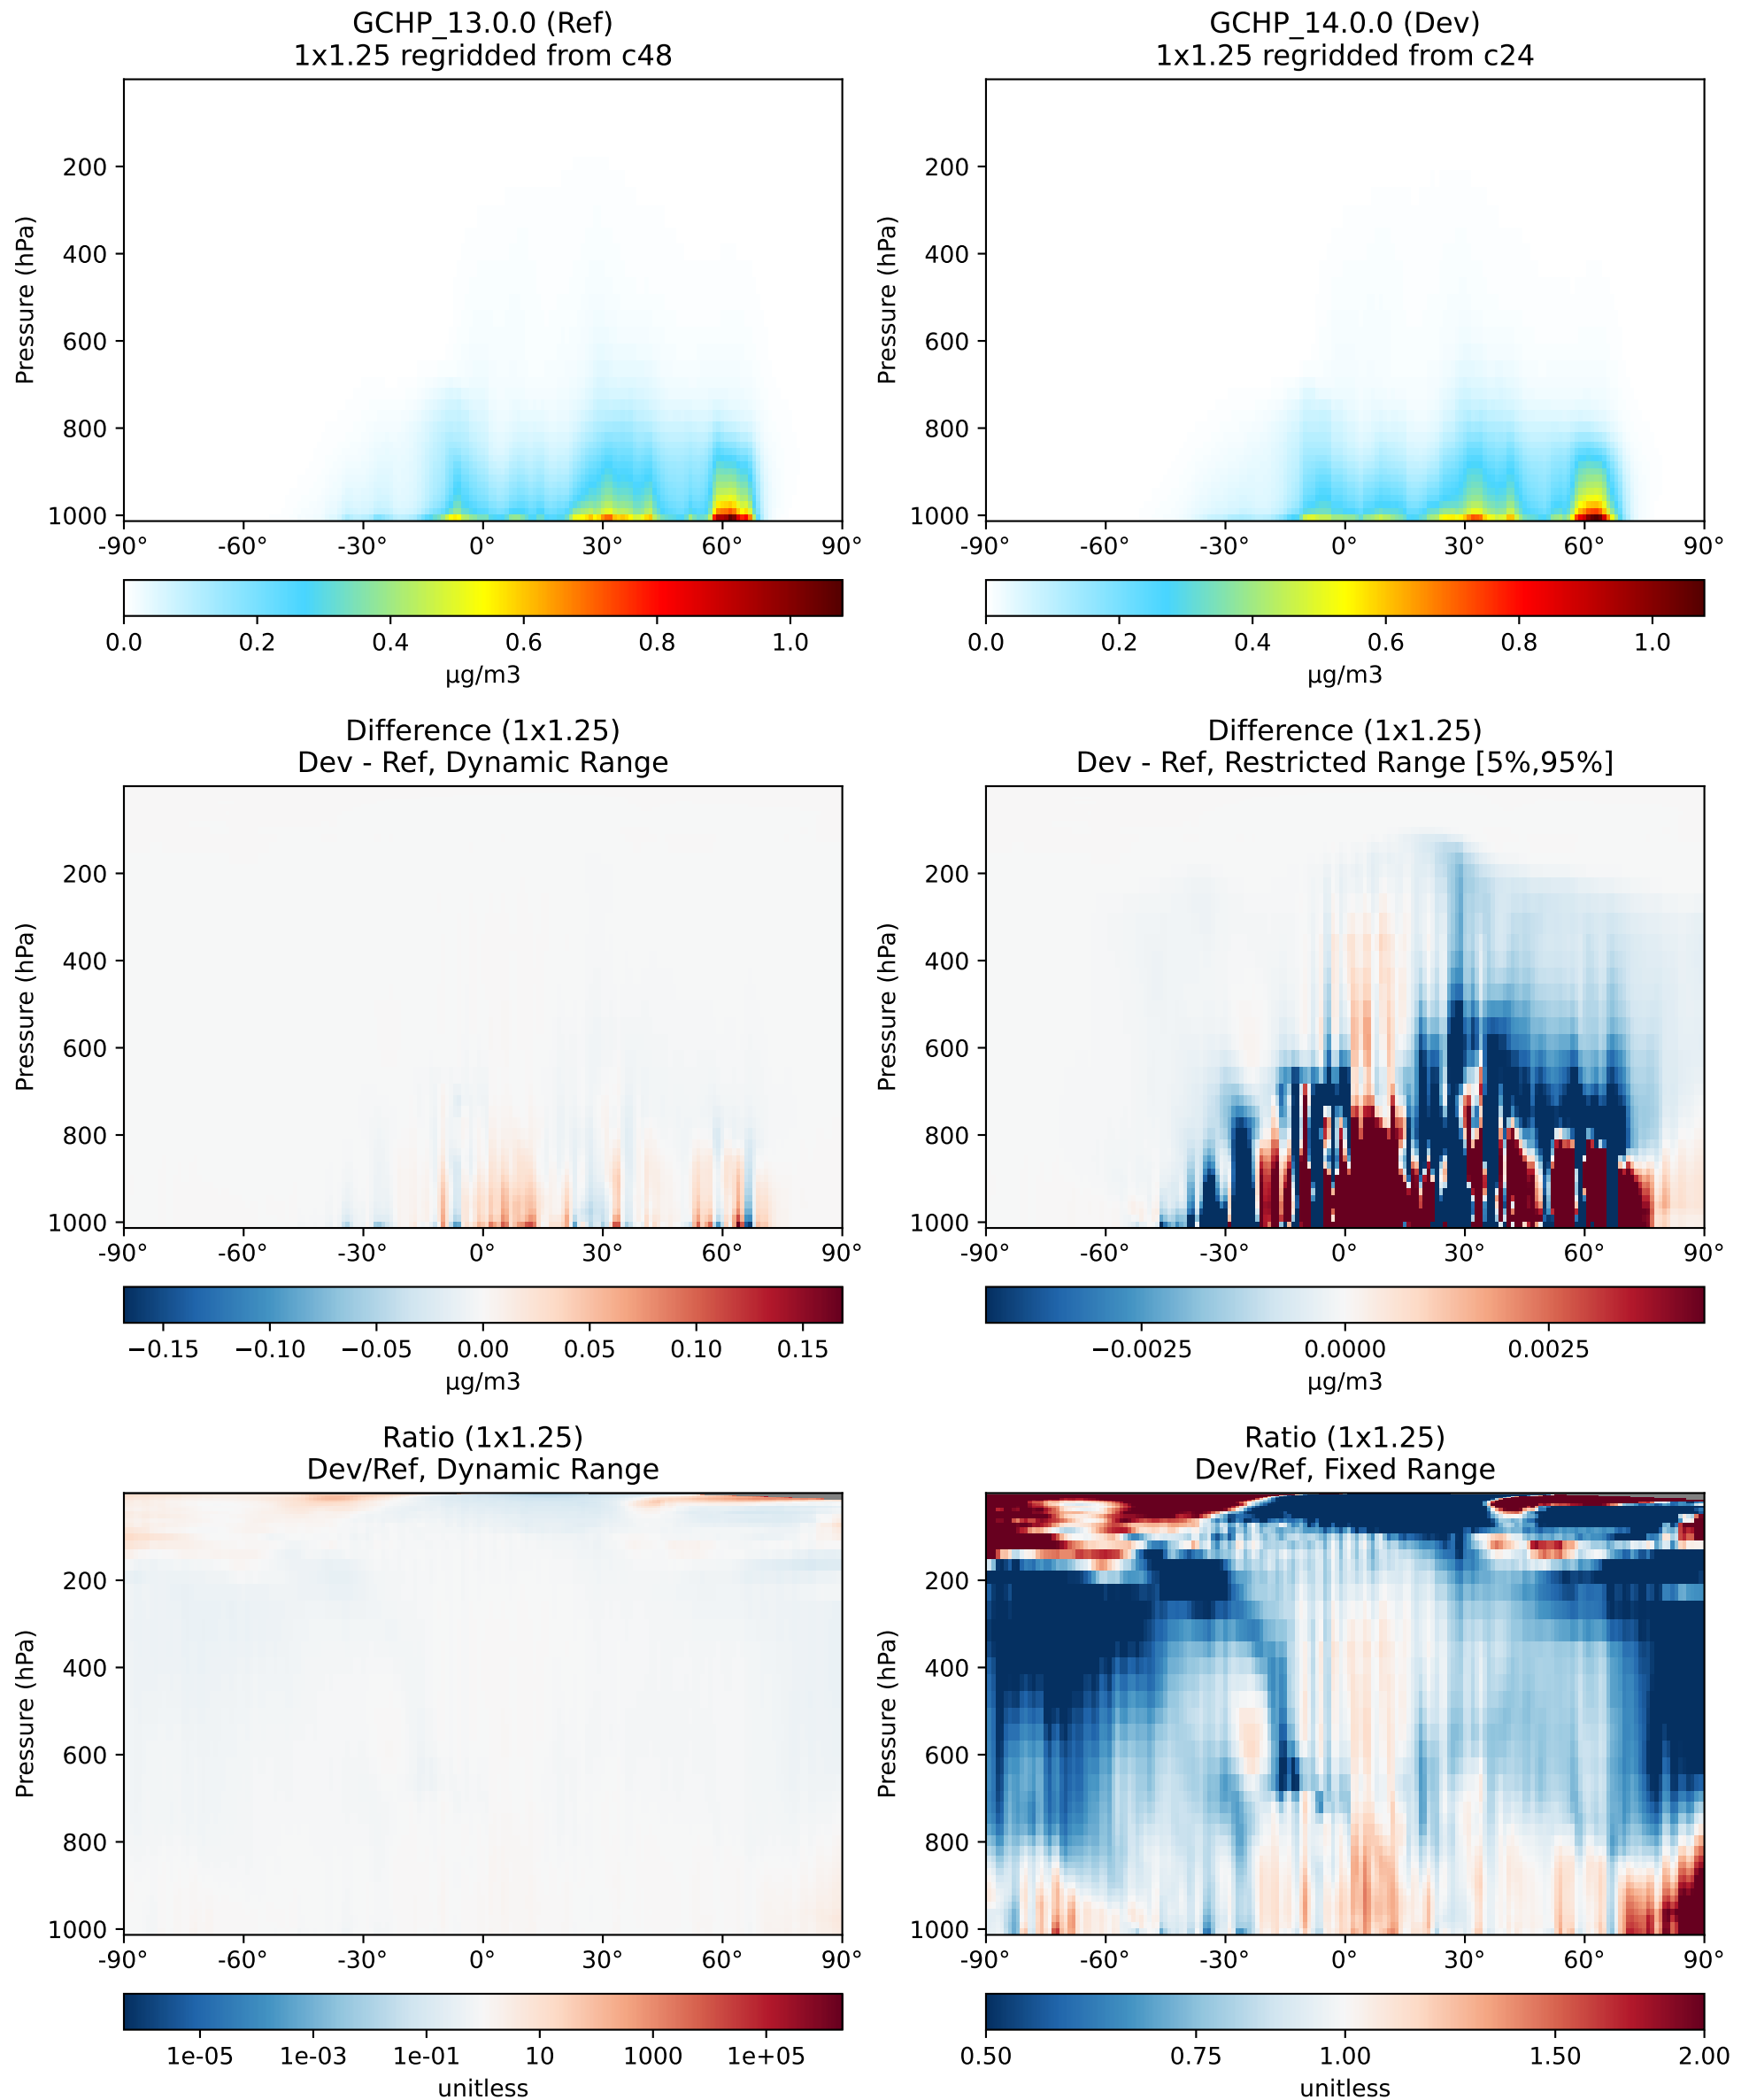 GCHP_13.0.0 (Ref)
1x1.25 regridded from c48
Pressure (hPa)
200
400
600
800
1000
-90° -60° -30° 0° 30° 60° 90°
0.0 0.2 0.4 0.6 0.8 1.0
µg/m3
GCHP_14.0.0 (Dev)
1x1.25 regridded from c24
Pressure (hPa)
200
400
600
800
1000
-90° -60° -30° 0° 30° 60° 90°
0.0 0.2 0.4 0.6 0.8 1.0
µg/m3
Difference (1x1.25)
Dev - Ref, Dynamic Range
Pressure (hPa)
200
400
600
800
1000
-90° -60° -30° 0° 30° 60° 90°
−0.15 −0.10 −0.05 0.00 0.05 0.10 0.15
µg/m3
Difference (1x1.25)
Dev - Ref, Restricted Range [5%,95%]
Pressure (hPa)
200
400
600
800
1000
-90° -60° -30° 0° 30° 60° 90°
−0.0025 0.0000 0.0025
µg/m3
Ratio (1x1.25)
Dev/Ref, Dynamic Range
Pressure (hPa)
200
400
600
800
1000
-90° -60° -30° 0° 30° 60° 90°
1e-05 1e-03 1e-01 10 1000 1e+05
unitless
Ratio (1x1.25)
Dev/Ref, Fixed Range
Pressure (hPa)
200
400
600
800
1000
-90° -60° -30° 0° 30° 60° 90°
0.50 0.75 1.00 1.50 2.00
unitless